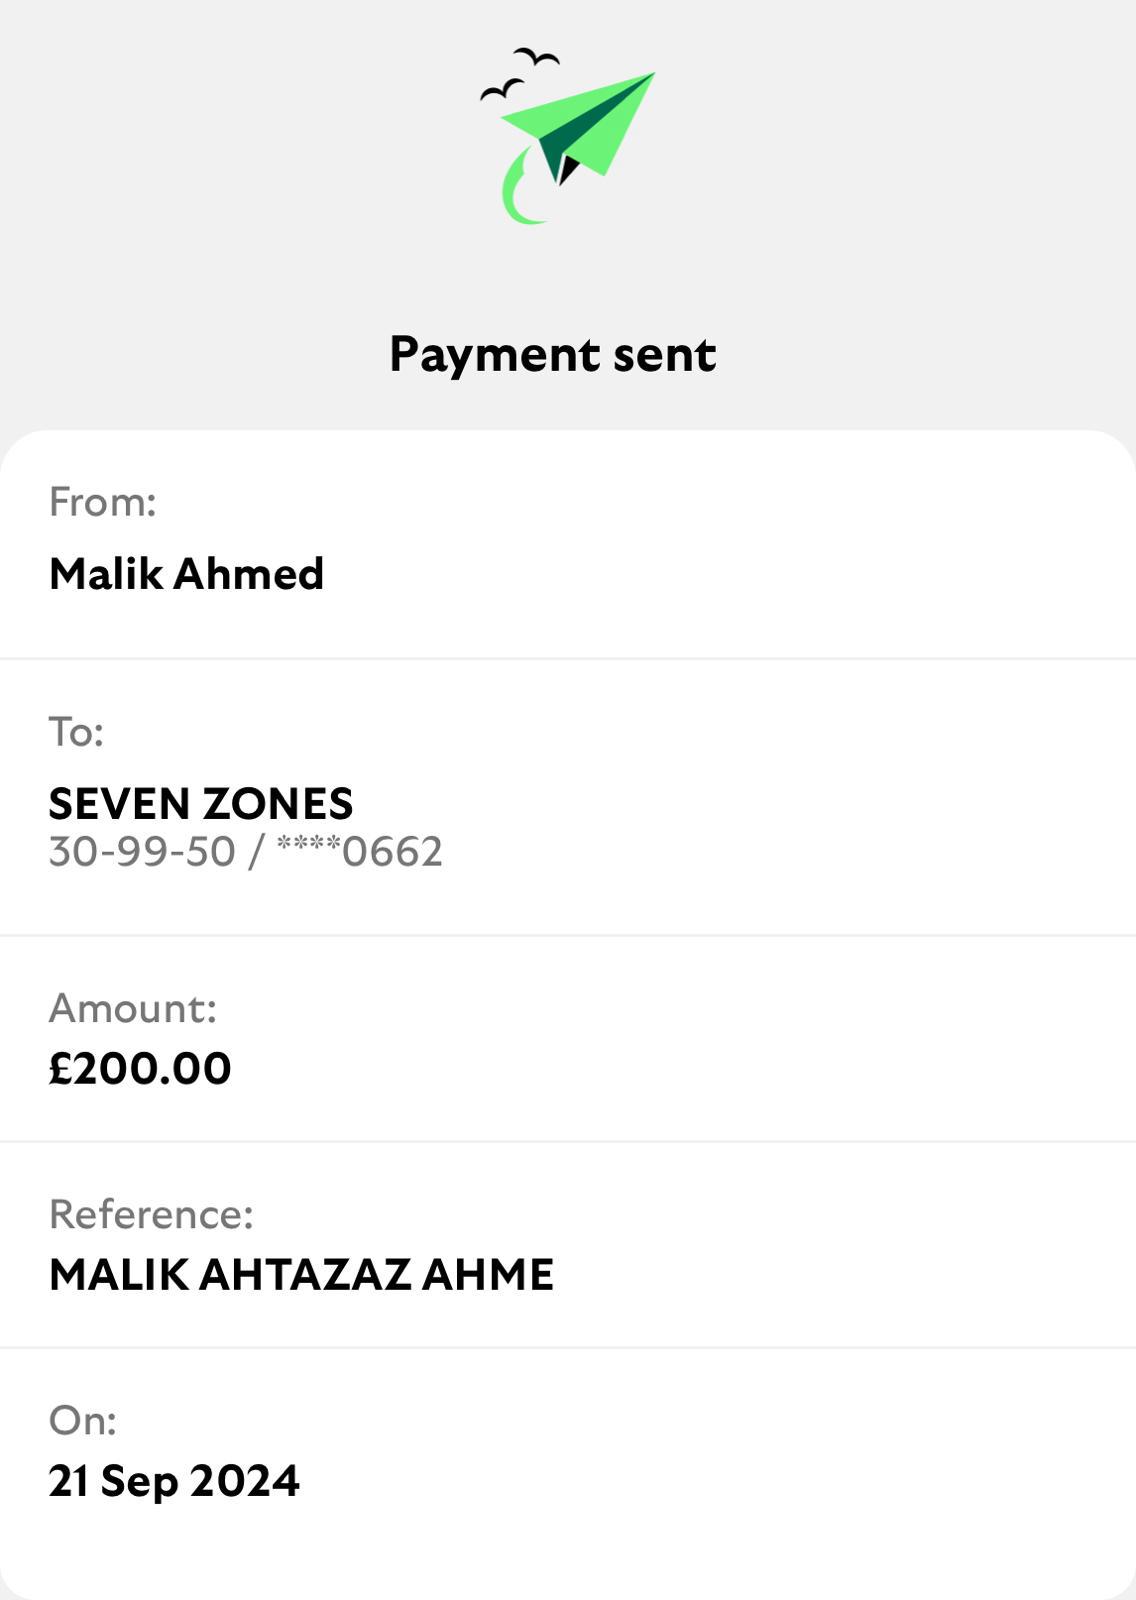 Payment sent
From:
Malik Ahmed
To:
SEVEN ZONES
30-99-50 / ****0662
Amount:
£200.00
Reference:
MALIK AHTAZAZ AHME
On:
21 Sep 2024